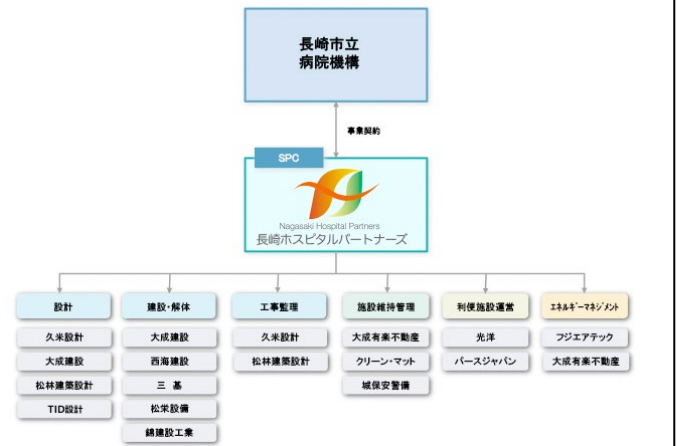 長崎市立
病院機構
事業契約
SPC
Nagasaki Hospital Partners
長崎ホスピタルパートナーズ
設計
建設・解体
工事監理
施設維持管理
利便施設運営
エネルギーマネジメント
久米設計
大成建設
久米設計
大成有楽不動産
光洋
フジエアテック
大成建設
西海建設
松林建築設計
クリーン・マット
パースジャパン
大成有楽不動産
松林建築設計
三 基
城保安警備
TID設計
松栄設備
錦建設工業